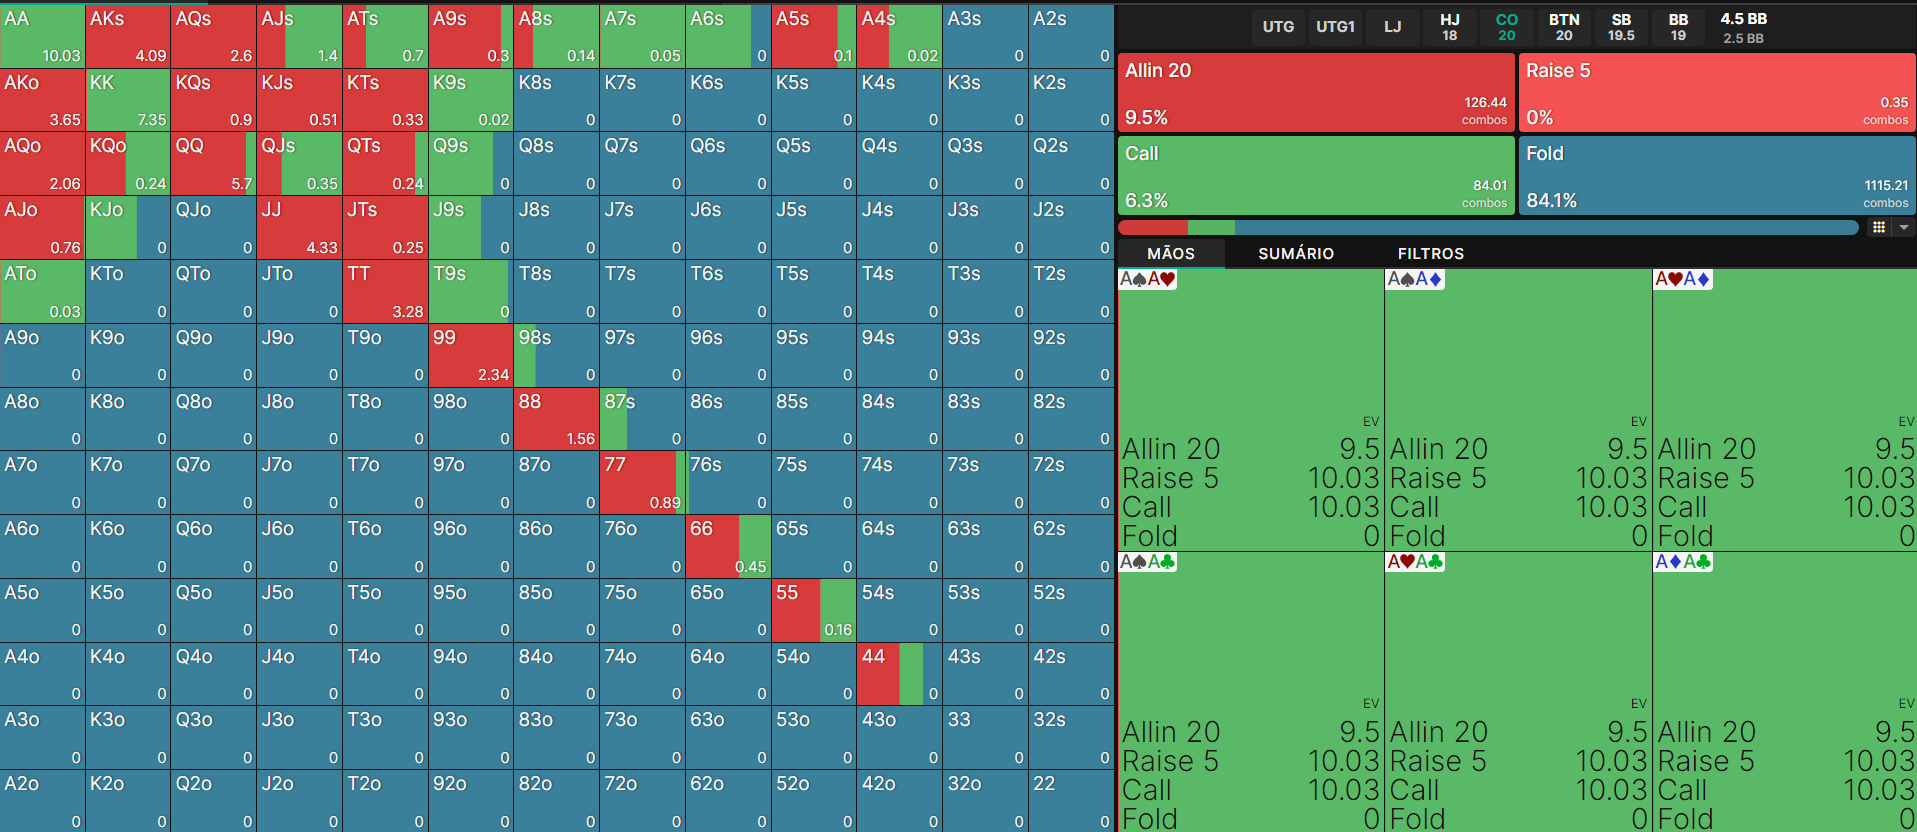 AA AKs AQs AJs ATs A9s A8s A7s A6s A5s A4s A3s A2s
10.03 4.09 2.6 1.4 0.7 0.3 0.14 0.05 0 0.1 0.02 0 0
AKo KK KQs KJs KTs K9s K8s K7s K6s K5s K4s K3s K2s
3.65 7.35 0.9 0.51 0.33 0.02 0 0 0 0 0 0 0
AQo KQo QQ QJs QTs Q9s Q8s Q7s Q6s Q5s Q4s Q3s Q2s
2.06 0.24 5.7 0.35 0.24 0 0 0 0 0 0 0 0
AJo KJo QJo JJ JTs J9s J8s J7s J6s J5s J4s J3s J2s
0.76 0 0 4.33 0.25 0 0 0 0 0 0 0 0
ATo KTo QTo JTo TT T9s T8s T7s T6s T5s T4s T3s T2s
0.03 0 0 0 3.28 0 0 0 0 0 0 0 0
A9o K9o Q9o J9o T9o 99 98s 97s 96s 95s 94s 93s 92s
0 0 0 0 0 2.34 0 0 0 0 0 0 0
A8o K8o Q8o J8o T8o 98o 88 87s 86s 85s 84s 83s 82s
0 0 0 0 0 0 1.56 0 0 0 0 0 0
A7o K7o Q7o J7o T7o 97o 87o 77 76s 75s 74s 73s 72s
0 0 0 0 0 0 0 0.89 0 0 0 0 0
A6o K6o Q6o J6o T6o 96o 86o 76o 66 65s 64s 63s 62s
0 0 0 0 0 0 0 0 0.45 0 0 0 0
A5o K5o Q5o J5o T5o 95o 85o 75o 65o 55 54s 53s 52s
0 0 0 0 0 0 0 0 0 0.16 0 0 0
A4o K4o Q4o J4o T4o 94o 84o 74o 64o 54o 44 43s 42s
0 0 0 0 0 0 0 0 0 0 0 0 0
A3o K3o Q3o J3o T3o 93o 83o 73o 63o 53o 43o 33 32s
0 0 0 0 0 0 0 0 0 0 0 0 0
A2o K2o Q2o J2o T2o 92o 82o 72o 62o 52o 42o 32o 22
0 0 0 0 0 0 0 0 0 0 0 0 0
UTG UTG1 LJ HJ CO BTN SB BB 4.5 BB
18 20 20 19.5 19 2.5 BB
Allin 20 Raise 5
126.44 0.35
9.5% combos 0% combos
Call Fold
84.01 1115.21
6.3% combos 84.1% combos
MÃOS SUMÁRIO FILTROS
A♠A♥ A♠A♦ A♥A♦
EV EV EV
Allin 20 9.5 Allin 20 9.5 Allin 20 9.5
Raise 5 10.03 Raise 5 10.03 Raise 5 10.03
Call 10.03 Call 10.03 Call 10.03
Fold 0 Fold 0 Fold 0
A♠A♣ A♥A♣ A♦A♣
EV EV EV
Allin 20 9.5 Allin 20 9.5 Allin 20 9.5
Raise 5 10.03 Raise 5 10.03 Raise 5 10.03
Call 10.03 Call 10.03 Call 10.03
Fold 0 Fold 0 Fold 0